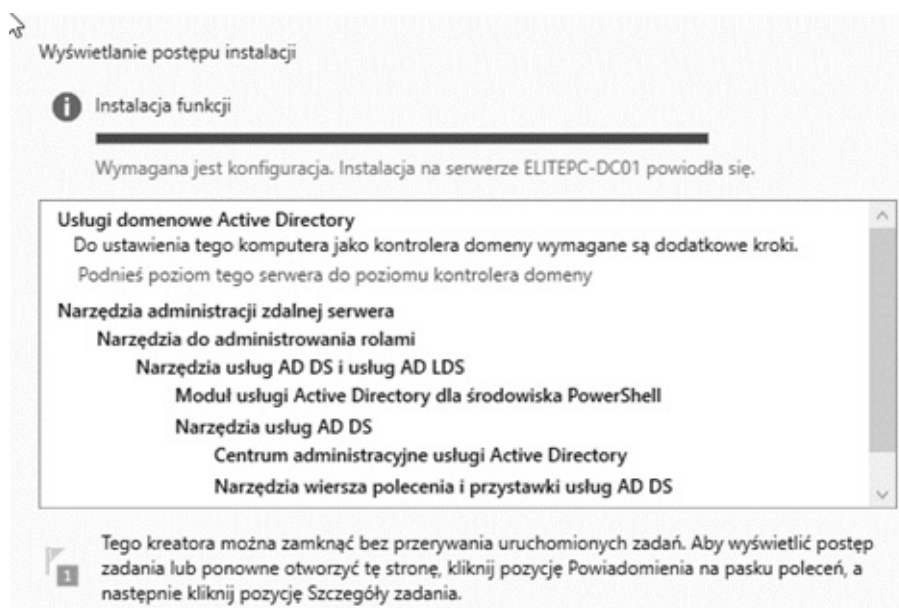 Wyświetlanie postępu instalacji
Instalacja funkcji
Wymagana jest konfiguracja. Instalacja na serwerze ELITEPC-DC01 powiodła się.
Usługi domenowe Active Directory
Do ustawienia tego komputera jako kontrolera domeny wymagane są dodatkowe kroki.
Podnieś poziom tego serwera do poziomu kontrolera domeny
Narzędzia administracji zdalnej serwera
Narzędzia do administrowania rolami
Narzędzia usług AD DS i usług AD LDS
Moduł usługi Active Directory dla środowiska PowerShell
Narzędzia usług AD DS
Centrum administracyjne usługi Active Directory
Narzędzia wiersza polecenia i przystawki usług AD DS
Tego kreatora można zamknąć bez przerywania uruchomionych zadań. Aby wyświetlić postęp
1
zadania lub ponowne otworzyć tę stronę, kliknij pozycję Powiadomienia na pasku poleceń, a
następnie kliknij pozycję Szczegóły zadania.